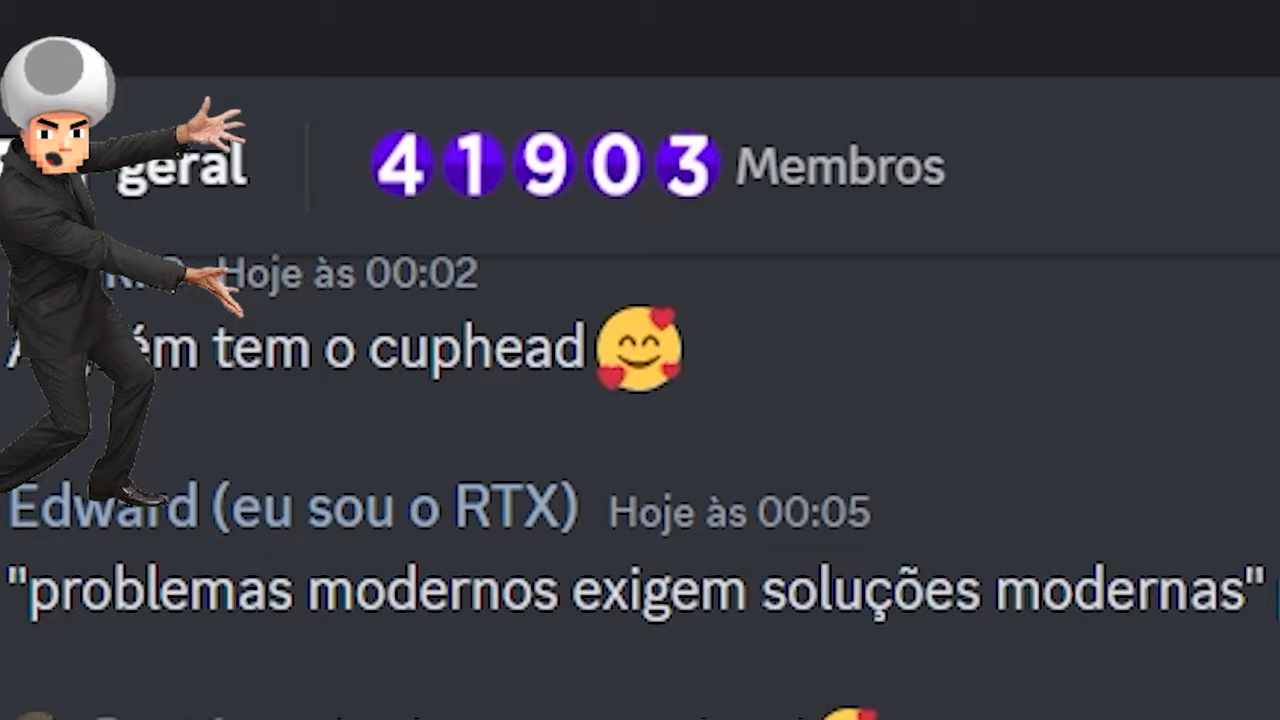 geral 41903 Membros
Hoje às 00:02
tem o cuphead
Edward (eu sou o RTX) Hoje às 00:05
"problemas modernos exigem soluções modernas"